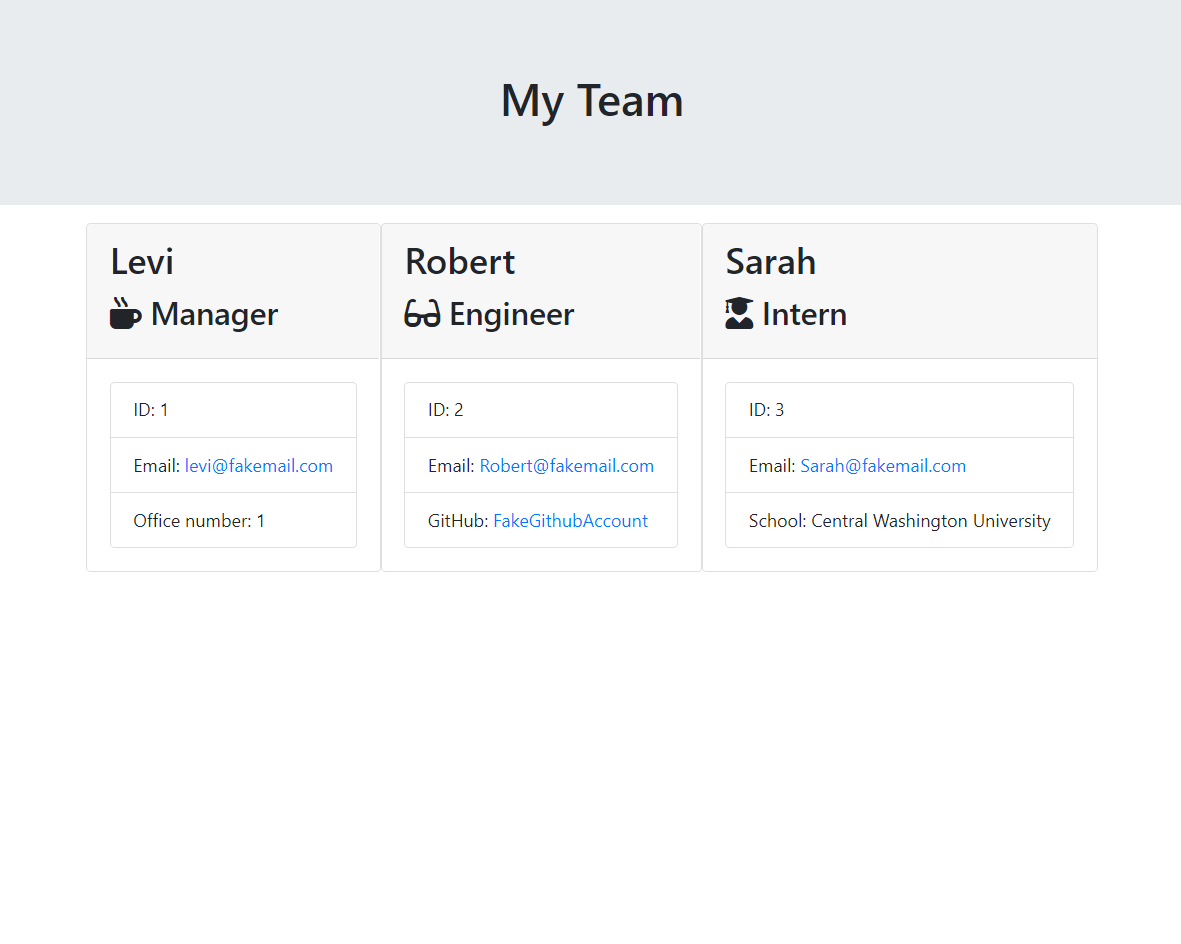 My Team
Levi
Manager
ID: 1
Email: levi@fakemail.com
Office number: 1
Robert
Engineer
ID: 2
Email: Robert@fakemail.com
GitHub: FakeGithubAccount
Sarah
Intern
ID: 3
Email: Sarah@fakemail.com
School: Central Washington University